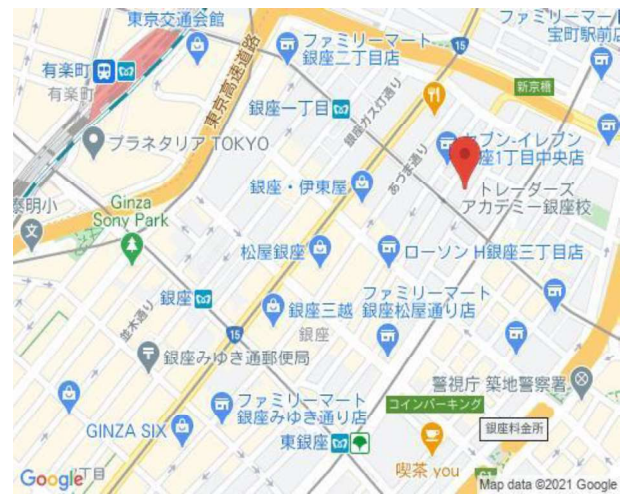 東京交通会館
ファミリーマート
銀座二丁目店
15
ファミリーマート
宝町駅前店
有楽町
有楽町
東京高速道路
新京橋
銀座一丁目
銀座ガス灯り通り
プラネタリア TOKYO
あづま通り
セブン-イレブン
座1丁目中央店
銀座・伊東屋
トレーダーズ
アカデミー銀座校
泰明小
Ginza
Sony Park
松屋銀座
ローソン H銀座三丁目店
銀座
ファミリーマート
銀座松屋通り店
銀座三越
銀座
並木通り
15
銀座みゆき通郵便局
警視庁 築地警察署
ファミリーマート
銀座みゆき通り店
コインパーキング
GINZA SIX
銀座料金所
東銀座
喫茶 you
Google
丁目
Map data ©2021 Google